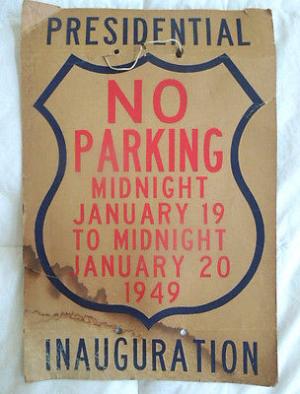 PRESIDENTIAL
NO
PARKING
MIDNIGHT
JANUARY 19
TO MIDNIGHT
JANUARY 20
1949
INAUGURATION